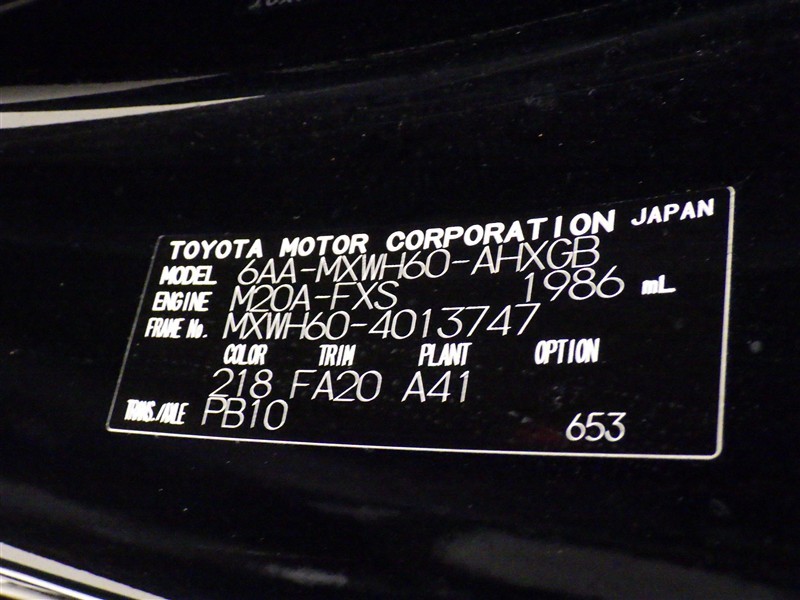 TOYOTA MOTOR CORPORATION JAPAN
MODEL 6AA-MXWH60-AHXGB
ENGINE M20A-FXS 1986 mL
FRAME No. MXWH60-4013747
COLOR TRIM PLANT OPTION
218 FA20 A41
TRANS./AXLE PB10 653